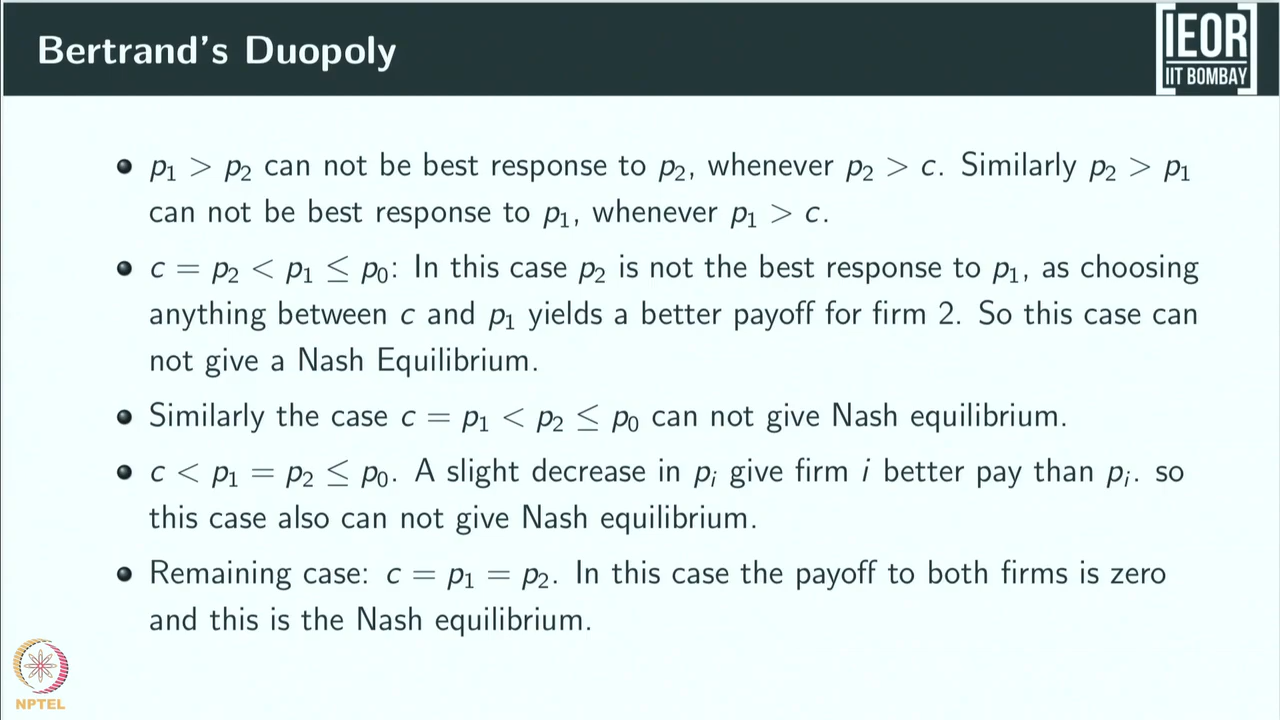 Bertrand's Duopoly
IEOR
IIT BOMBAY
p₁ > p₂ can not be best response to p₂, whenever p₂ > c. Similarly p₂ > p₁
can not be best response to p₁, whenever p₁ > c.
c = p₂ < p₁ ≤ p₀: In this case p₂ is not the best response to p₁, as choosing
anything between c and p₁ yields a better payoff for firm 2. So this case can
not give a Nash Equilibrium.
Similarly the case c = p₁ < p₂ ≤ p₀ can not give Nash equilibrium.
c < p₁ = p₂ ≤ p₀. A slight decrease in pᵢ give firm i better pay than pᵢ. so
this case also can not give Nash equilibrium.
Remaining case: c = p₁ = p₂. In this case the payoff to both firms is zero
and this is the Nash equilibrium.
NPTEL